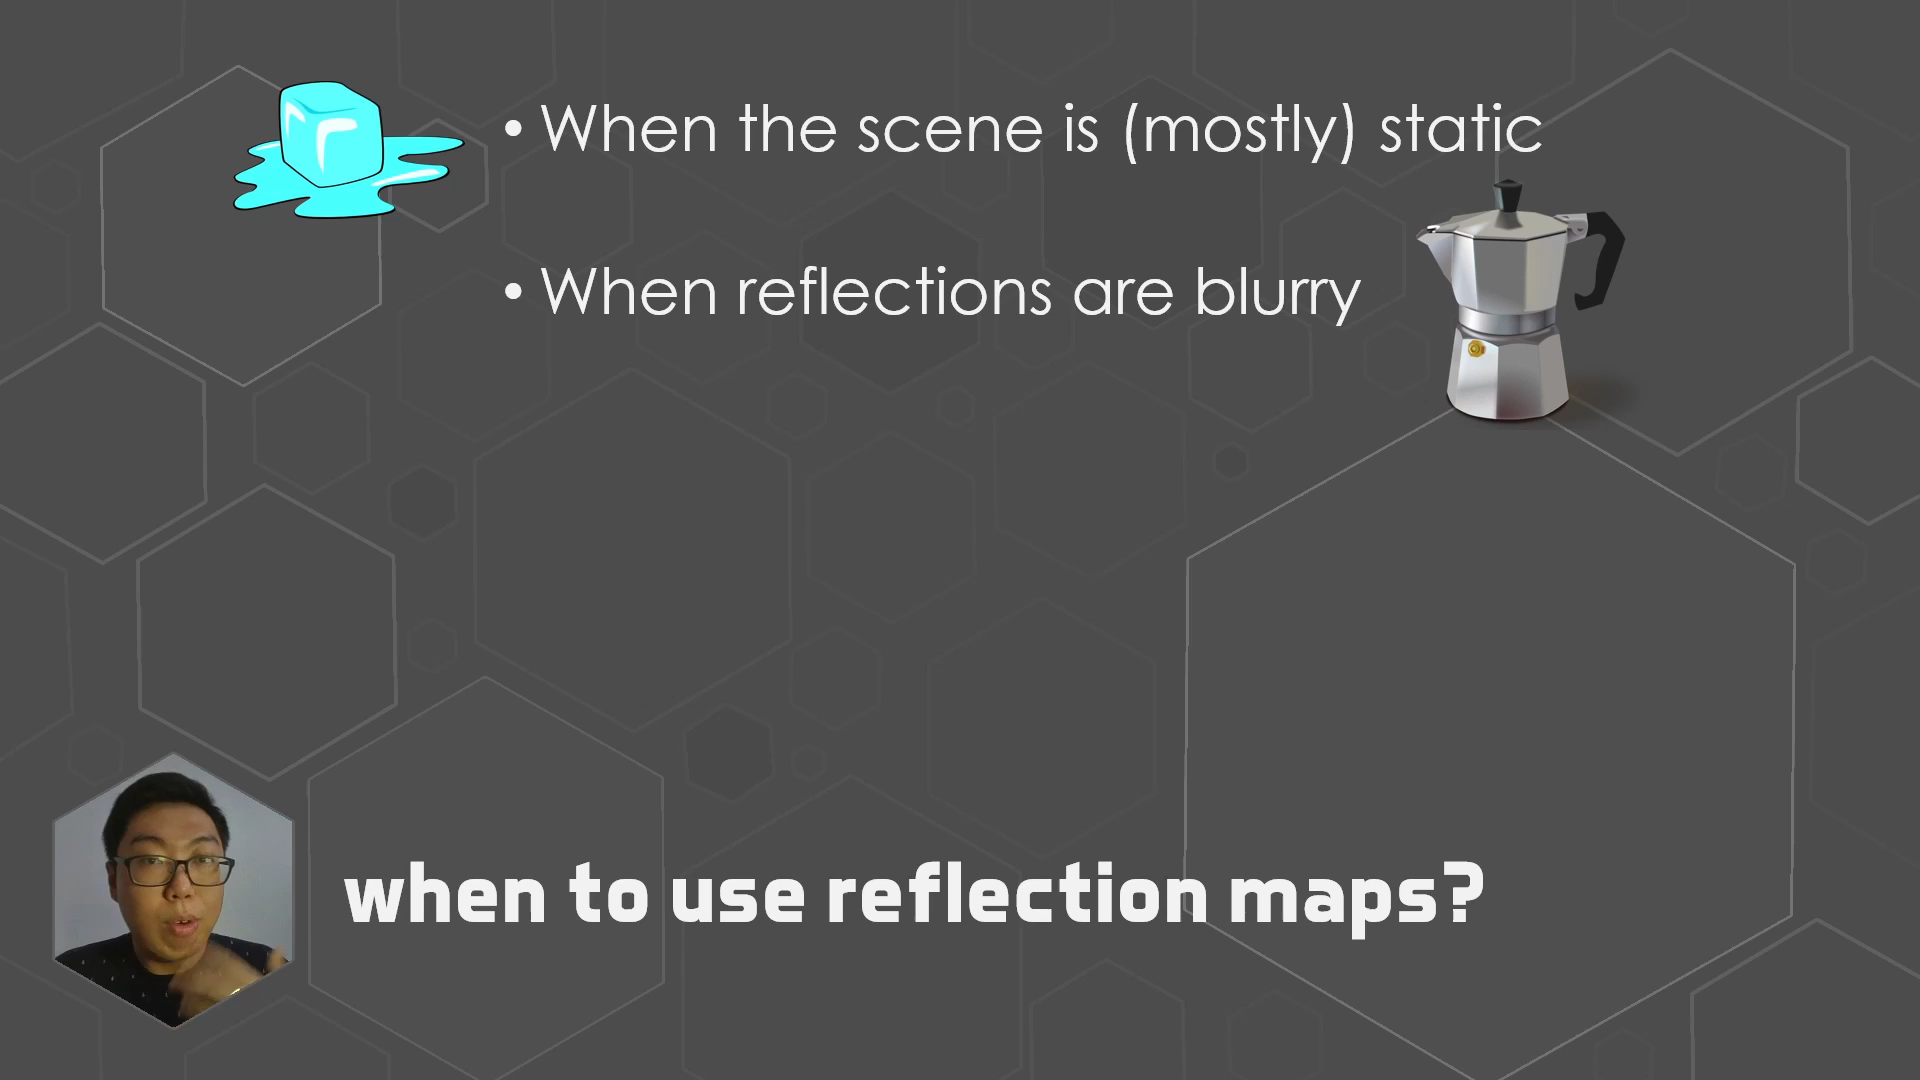 • When the scene is (mostly) static
• When reflections are blurry
when to use reflection maps?